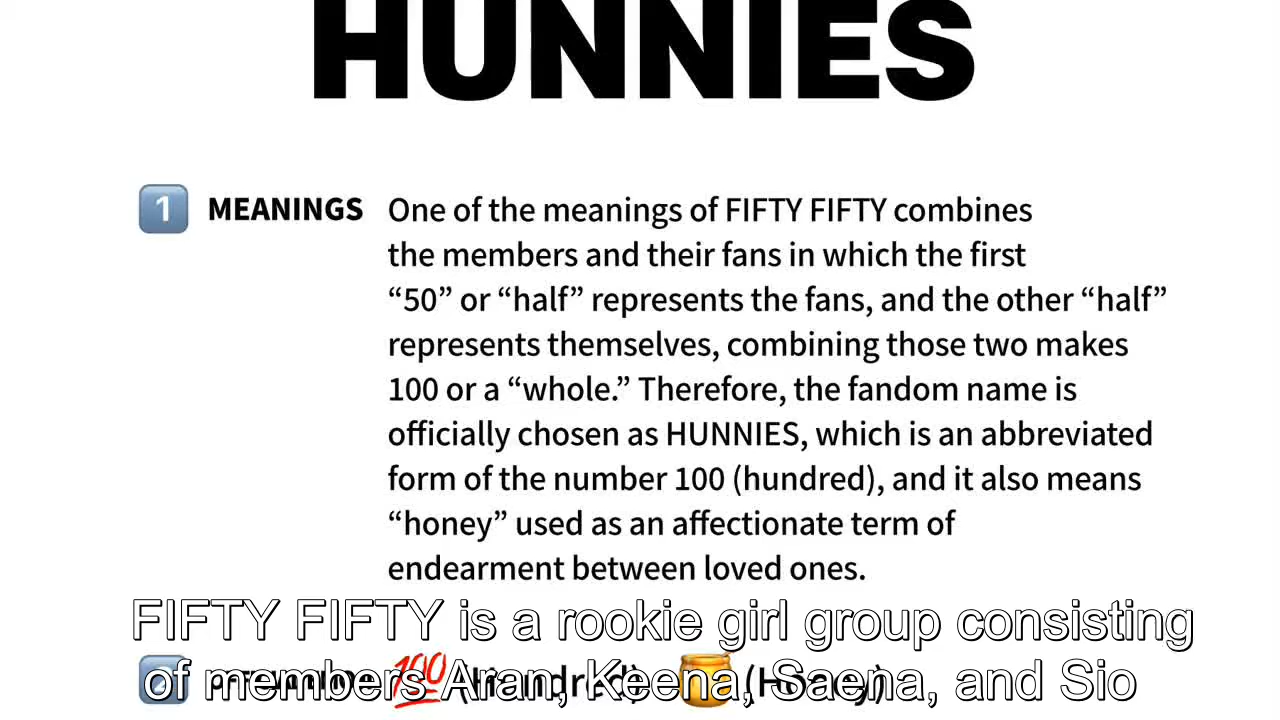 HUNNIES
1 MEANINGS One of the meanings of FIFTY FIFTY combines
the members and their fans in which the first
“50” or “half” represents the fans, and the other “half”
represents themselves, combining those two makes
100 or a “whole.” Therefore, the fandom name is
officially chosen as HUNNIES, which is an abbreviated
form of the number 100 (hundred), and it also means
“honey” used as an affectionate term of
endearment between loved ones.
FIFTY FIFTY is a rookie girl group consisting
of members Aran, Keena, Saena, and Sio
2 💯 (Hundred) 🍯 (Honey)